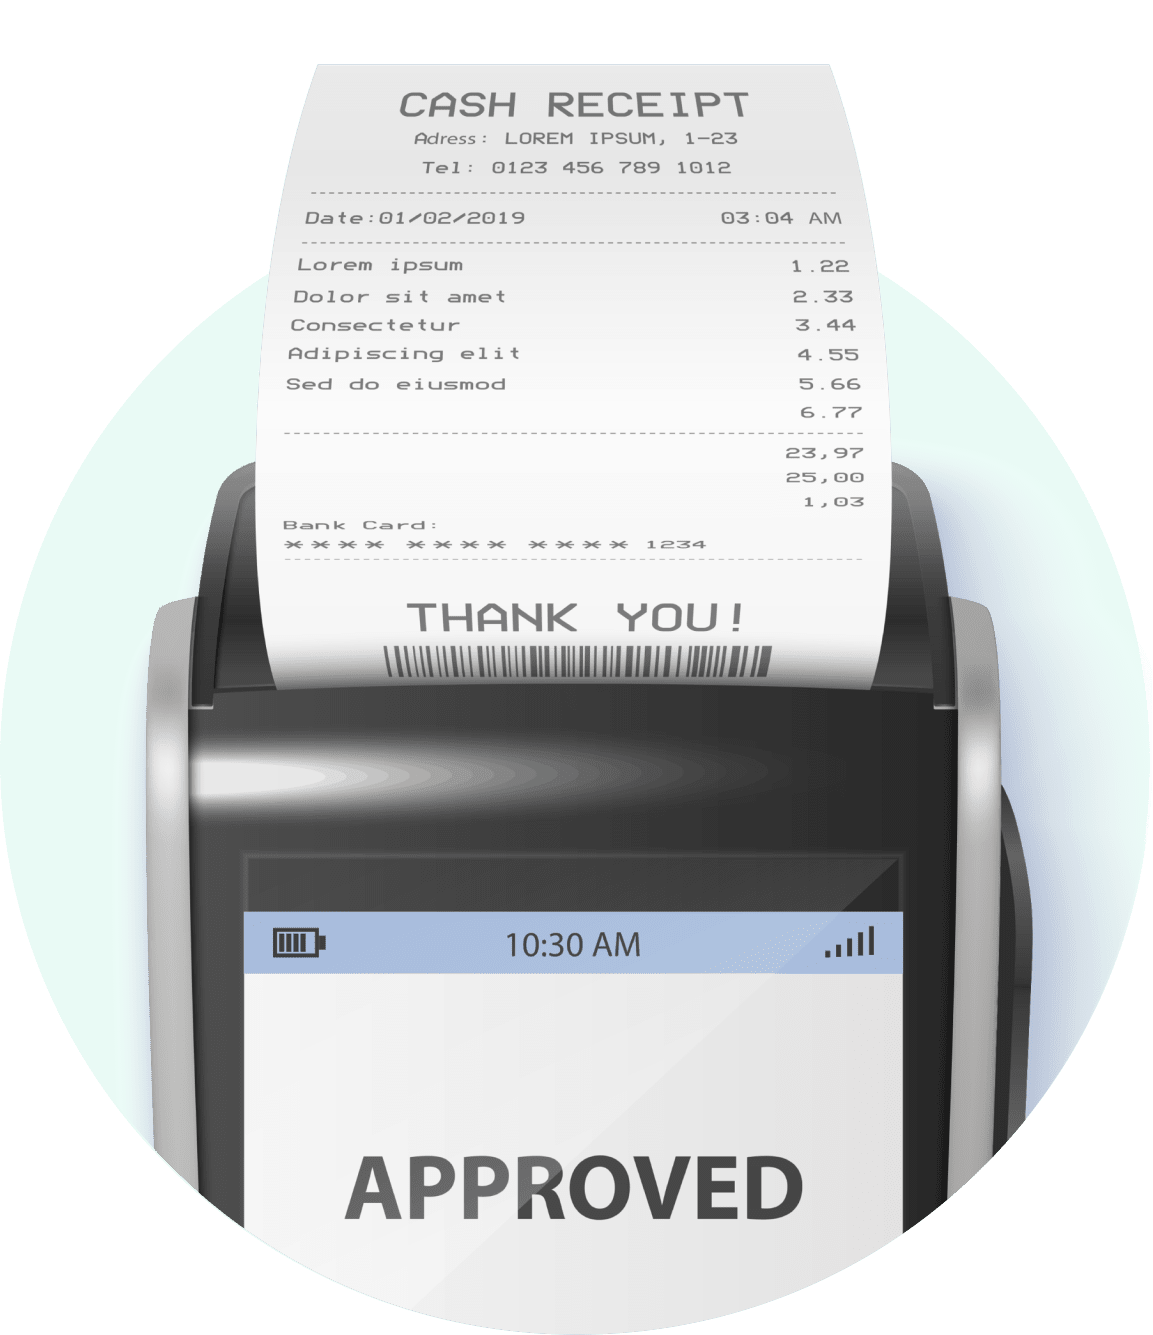 CASH RECEIPT
Adress: LOREM IPSUM, 1-23
Tel: 0123 456 789 1012
Date:01/02/2019 03:04 AM
Lorem ipsum 1.22
Dolor sit amet 2.33
Consectetur 3.44
Adipiscing elit 4.55
Sed do eiusmod 5.66
6.77
23,97
25,00
1,03
Bank Card:
**** **** **** 1234
THANK YOU!
10:30 AM
APPROVED